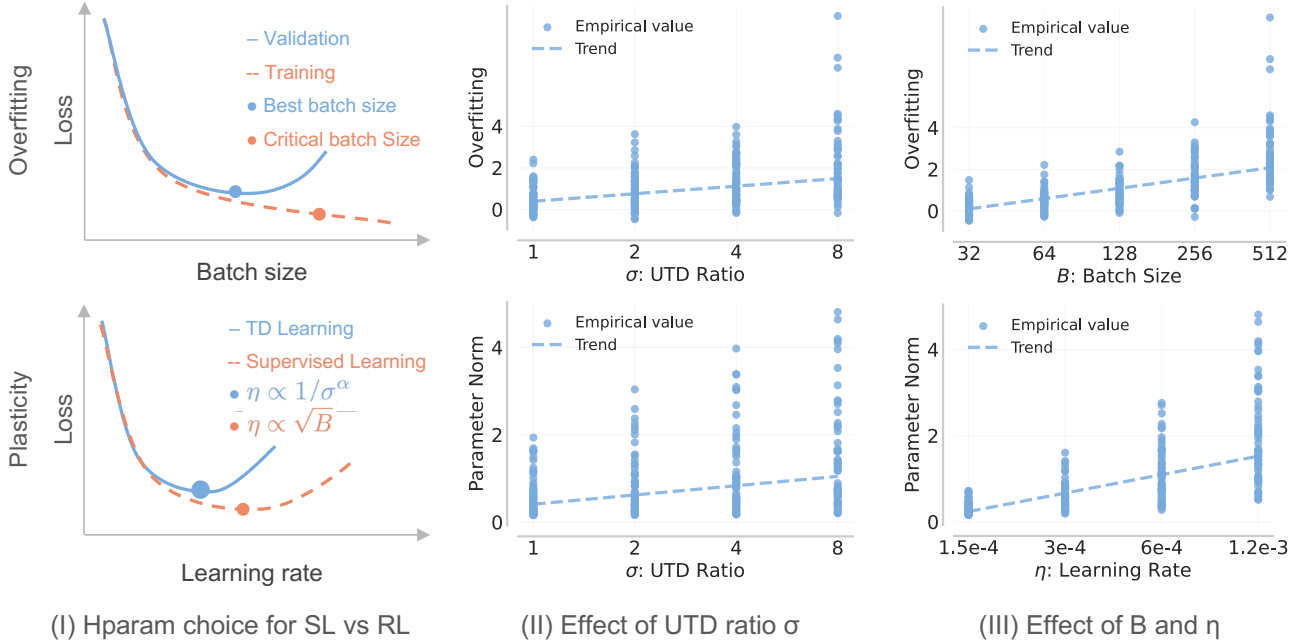 Overfitting
Loss
– Validation
-- Training
● Best batch size
● Critical batch Size
Batch size
Overfitting
Empirical value
Trend
4
2
0
1 2 4 8
σ: UTD Ratio
Overfitting
Empirical value
Trend
4
2
0
32 64 128 256 512
B: Batch Size
Plasticity
Loss
– TD Learning
-- Supervised Learning
● η ∝ 1/σ^α
● η ∝ √B
Learning rate
Parameter Norm
Empirical value
Trend
4
2
0
1 2 4 8
σ: UTD Ratio
Parameter Norm
Empirical value
Trend
4
2
0
1.5e-4 3e-4 6e-4 1.2e-3
η: Learning Rate
(I) Hparam choice for SL vs RL
(II) Effect of UTD ratio σ
(III) Effect of B and η